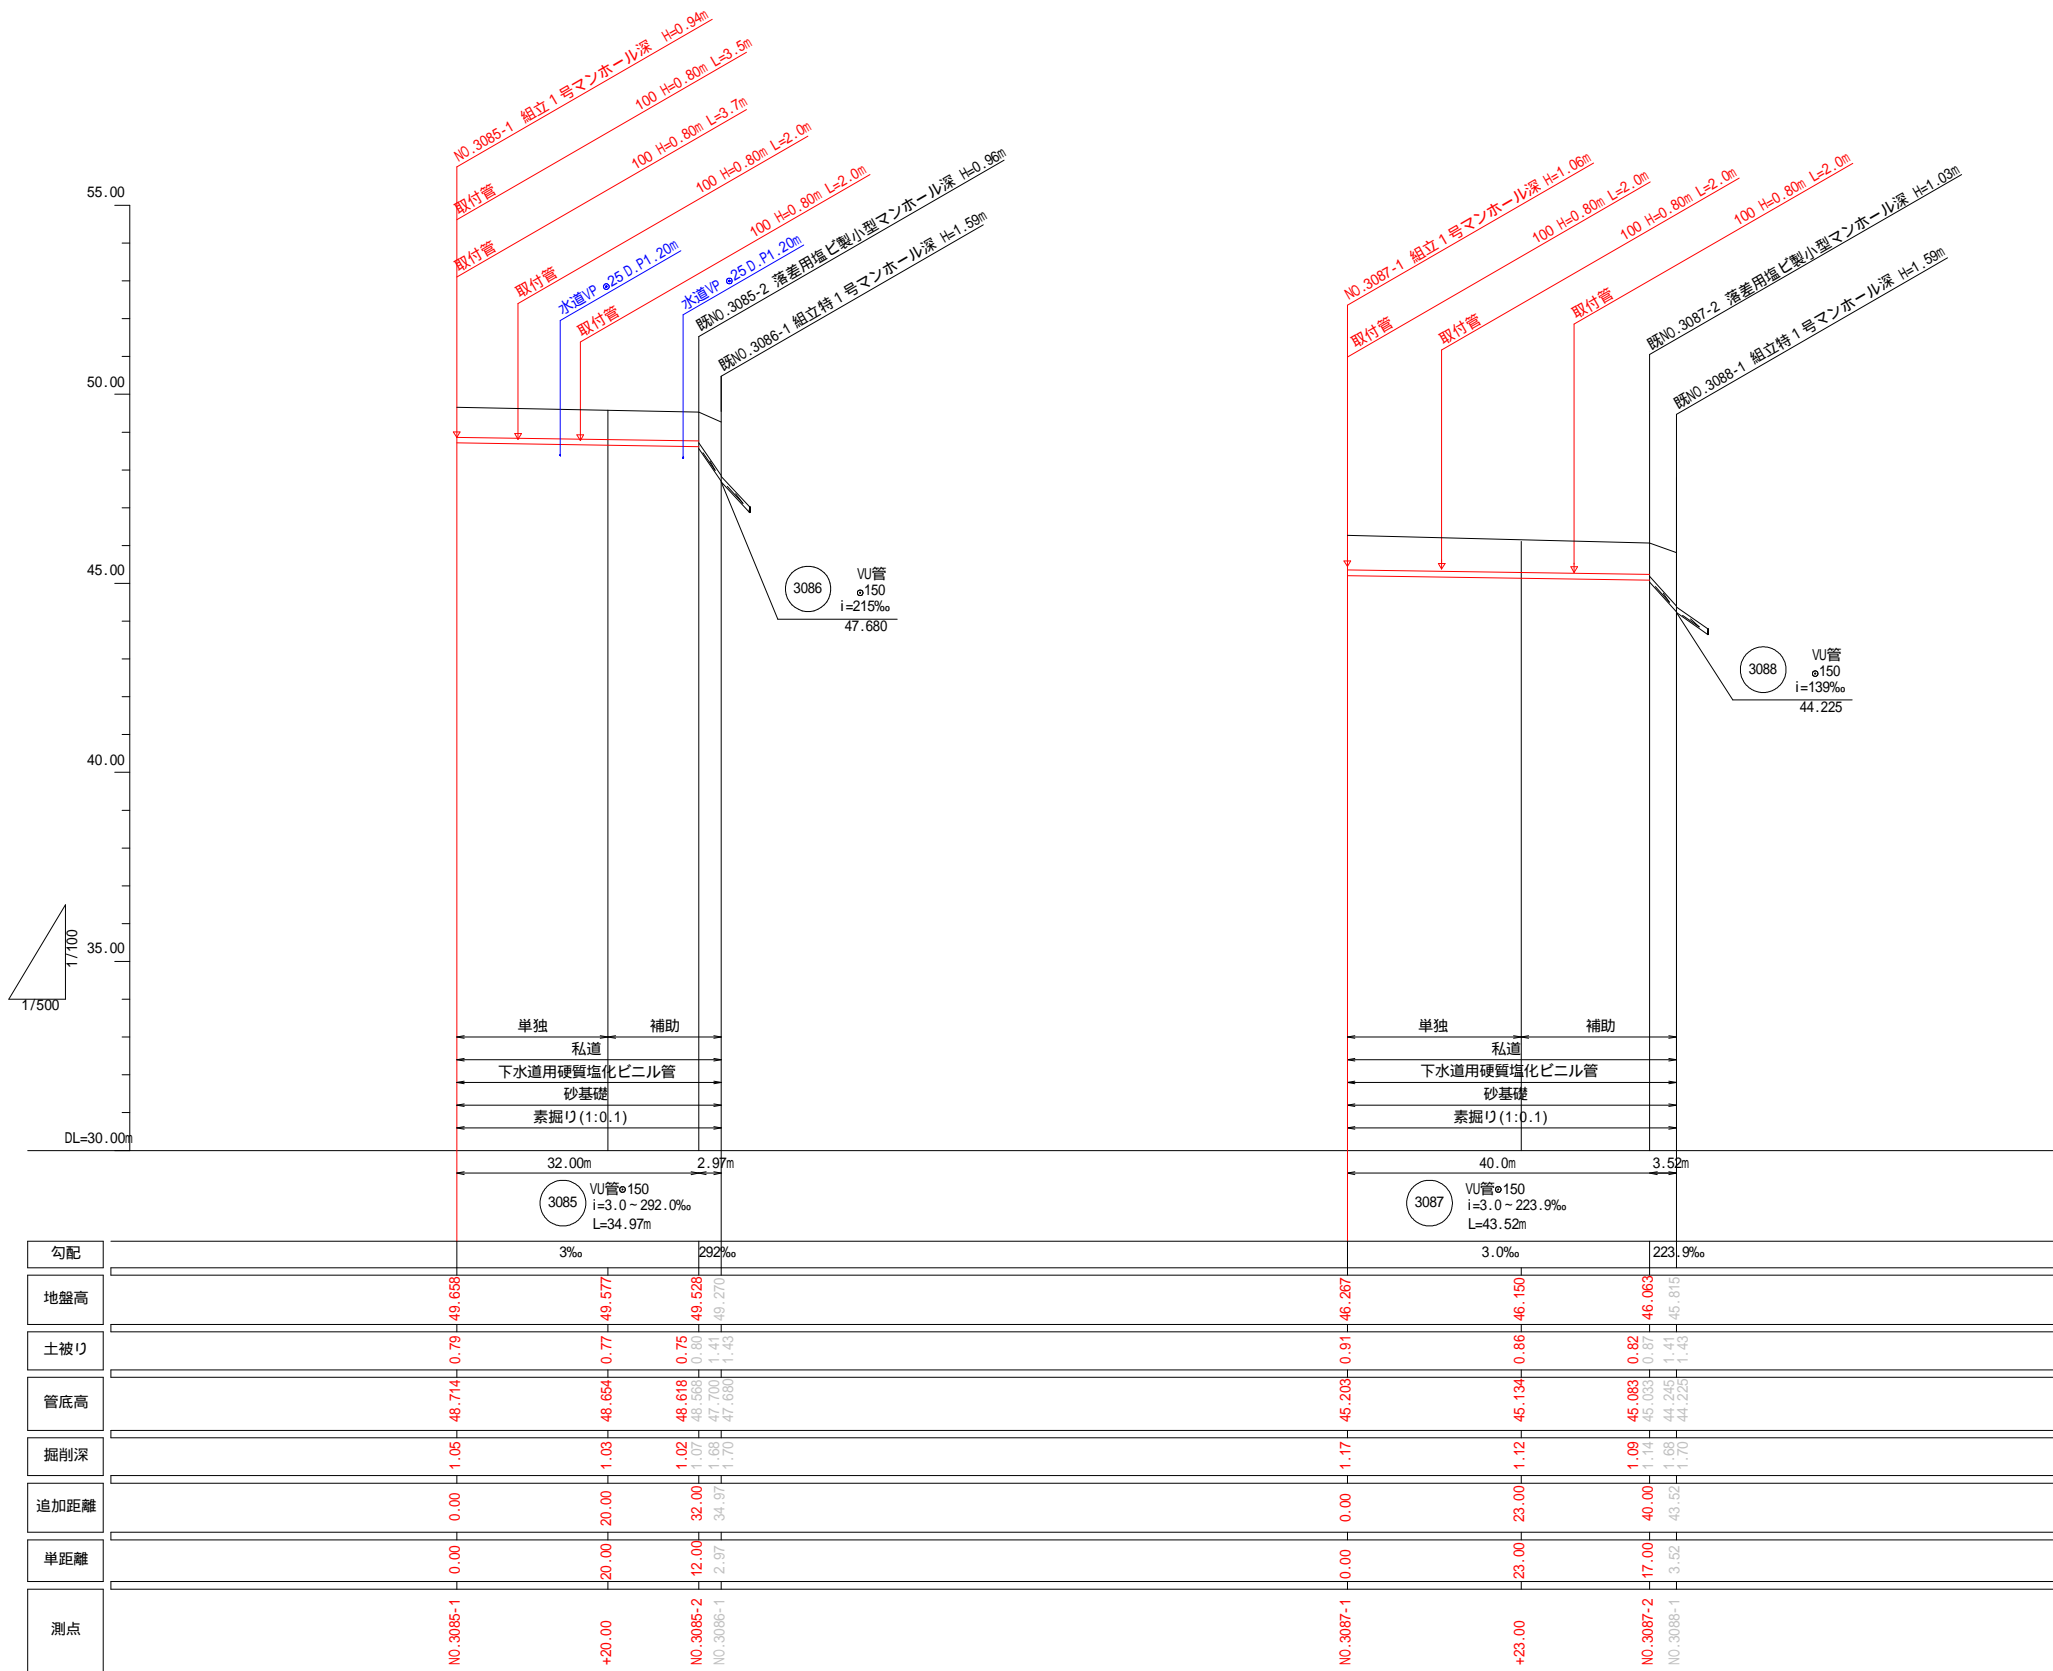 NO.3085-1 組立1号マンホール深 H=0.94m
取付管 100 H=0.80m L=3.5m
取付管 100 H=0.80m L=3.7m
取付管 100 H=0.80m L=2.0m
水道VP ⌀25 D.P1.20m
取付管 100 H=0.80m L=2.0m
水道VP ⌀25 D.P1.20m
既NO.3085-2 落差用塩ビ製小型マンホール深 H=0.96m
既NO.3086-1 組立特1号マンホール深 H=1.59m
NO.3087-1 組立1号マンホール深 H=1.06m
取付管 100 H=0.80m L=2.0m
取付管 100 H=0.80m L=2.0m
取付管 100 H=0.80m L=2.0m
既NO.3087-2 落差用塩ビ製小型マンホール深 H=1.03m
既NO.3088-1 組立特1号マンホール深 H=1.59m
55.00
50.00
45.00
40.00
35.00
DL=30.00m
1/100
1/500
3086
VU管
⌀150
i=215‰
47.680
3088
VU管
⌀150
i=139‰
44.225
単独 補助
私道
下水道用硬質塩化ビニル管
砂基礎
素掘り(1:0.1)
32.00m 2.97m
3085
VU管⌀150
i=3.0~292.0‰
L=34.97m
単独 補助
私道
下水道用硬質塩化ビニル管
砂基礎
素掘り(1:0.1)
40.0m 3.52m
3087
VU管⌀150
i=3.0~223.9‰
L=43.52m
勾配 3‰ 292‰ 3.0‰ 223.9‰
地盤高 49.658 49.577 49.528 49.270 46.267 46.150 46.063 45.815
土被り 0.79 0.77 0.75 0.80 1.41 1.43 0.91 0.86 0.82 0.87 1.41 1.43
管底高 48.714 48.654 48.618 48.568 47.700 47.680 45.203 45.134 45.083 45.033 44.245 44.225
掘削深 1.05 1.03 1.02 1.07 1.68 1.70 1.17 1.12 1.09 1.14 1.68 1.70
追加距離 0.00 20.00 32.00 34.97 0.00 23.00 40.00 43.52
単距離 0.00 20.00 12.00 2.97 0.00 23.00 17.00 3.52
測点 NO.3085-1 +20.00 NO.3085-2 NO.3086-1 NO.3087-1 +23.00 NO.3087-2 NO.3088-1